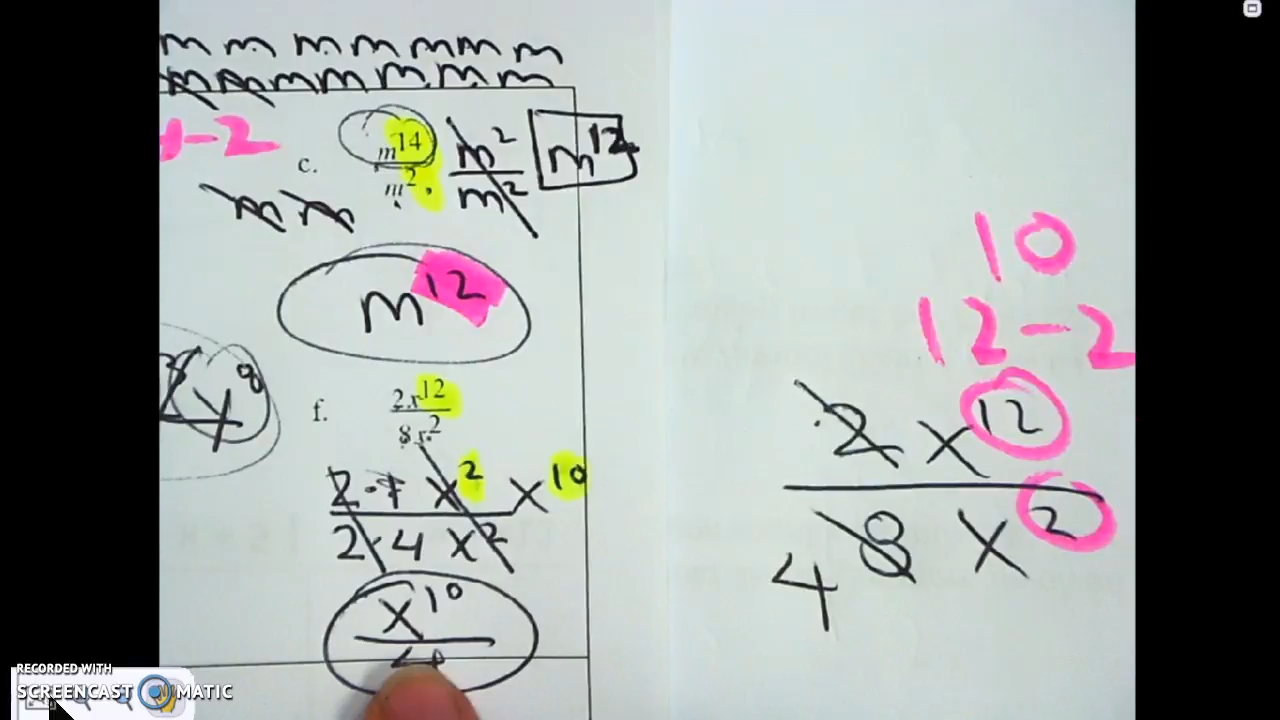 m m m m m m m
m m m m m m m m
-2
c. m^14 / m^2 · m^2 / m^2 m^12
m m
m^12
y^8
f. 2x^12 / 8x^2
2·1 x^2 x^10
2·4 x^2
x^10
10
12-2
2 x^12
8 x^2
4
RECORDED WITH
SCREENCAST MATIC